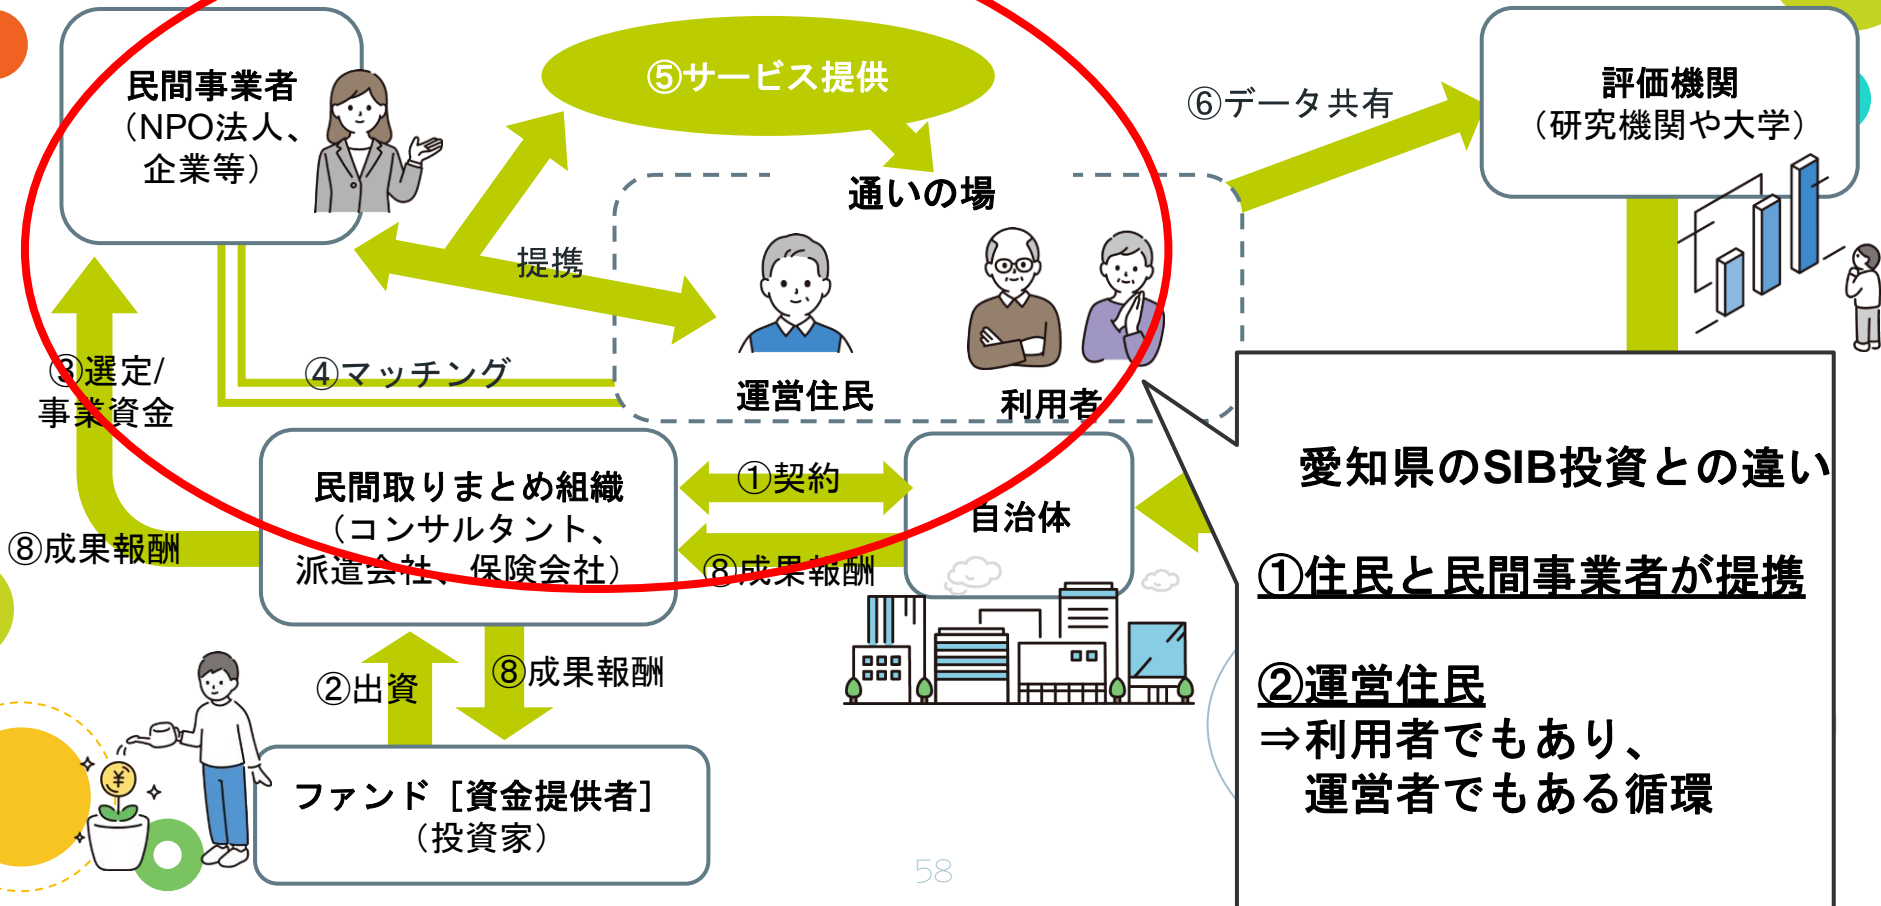 民間事業者
（NPO法人、
企業等）
⑤サービス提供
⑥データ共有
評価機関
（研究機関や大学）
通いの場
提携
③選定/
事業資金
④マッチング
運営住民
利用者
民間取りまとめ組織
（コンサルタント、
派遣会社、保険会社）
①契約
自治体
⑧成果報酬
⑧成果報酬
②出資
⑧成果報酬
ファンド［資金提供者］
（投資家）
愛知県のSIB投資との違い
①住民と民間事業者が提携
②運営住民
⇒利用者でもあり、
運営者でもある循環
¥
58